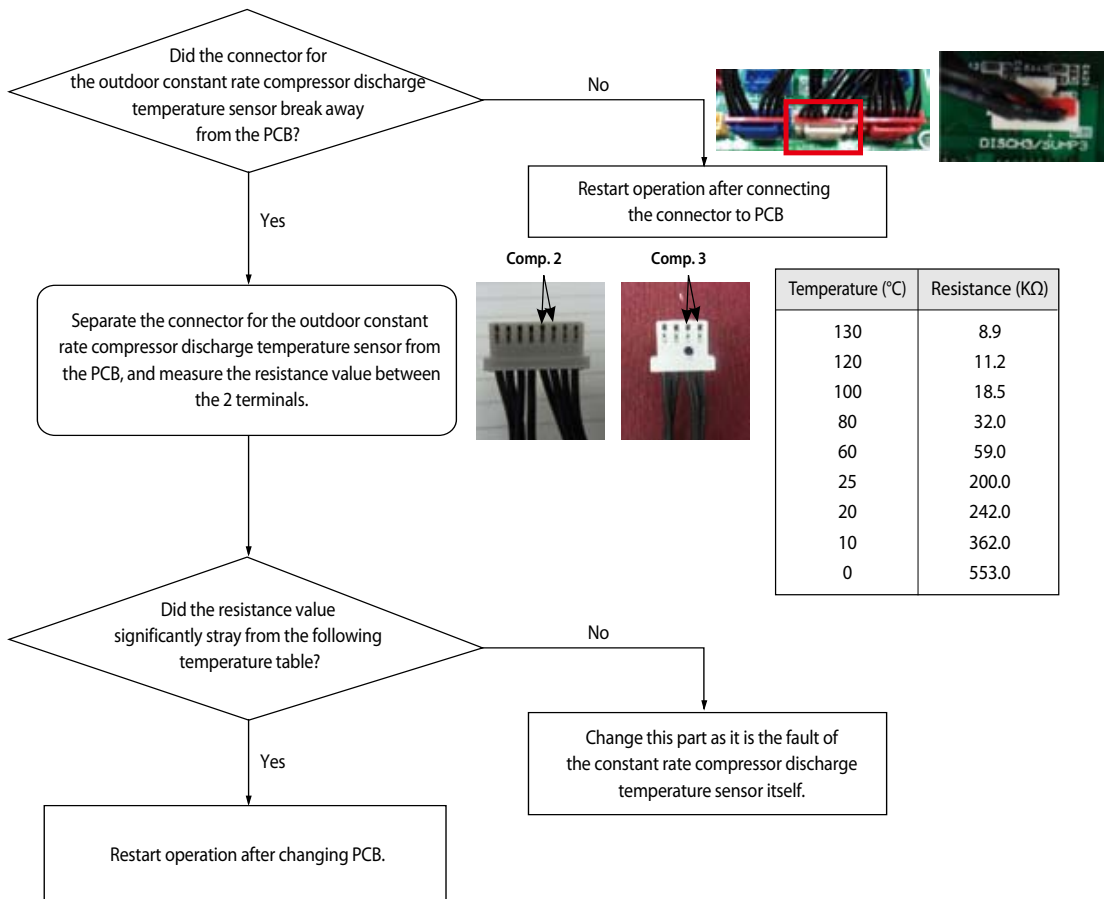 Did the connector for
the outdoor constant rate compressor discharge
temperature sensor break away
from the PCB?
No
DISCH3/SUMP3
Restart operation after connecting
the connector to PCB
Yes
Comp. 2
Comp. 3
Separate the connector for the outdoor constant
rate compressor discharge temperature sensor from
the PCB, and measure the resistance value between
the 2 terminals.
Temperature (°C) Resistance (KΩ)
130 8.9
120 11.2
100 18.5
80 32.0
60 59.0
25 200.0
20 242.0
10 362.0
0 553.0
Did the resistance value
significantly stray from the following
temperature table?
No
Change this part as it is the fault of
the constant rate compressor discharge
temperature sensor itself.
Yes
Restart operation after changing PCB.